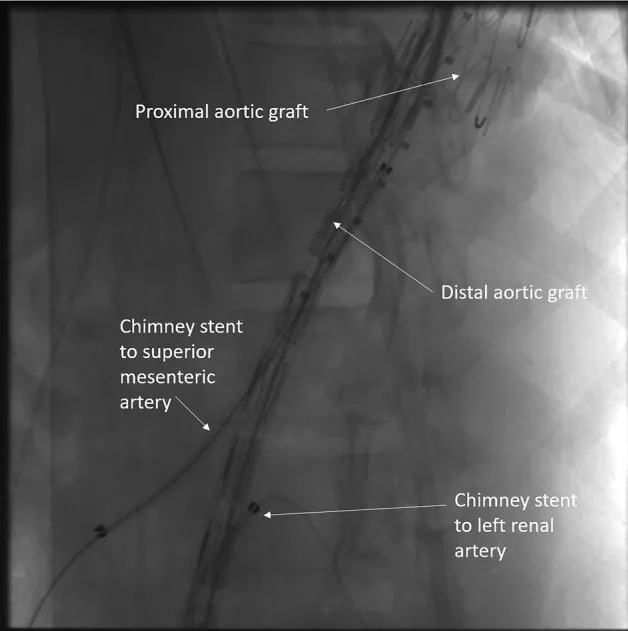 Proximal aortic graft
Distal aortic graft
Chimney stent
to superior
mesenteric
artery
Chimney stent
to left renal
artery